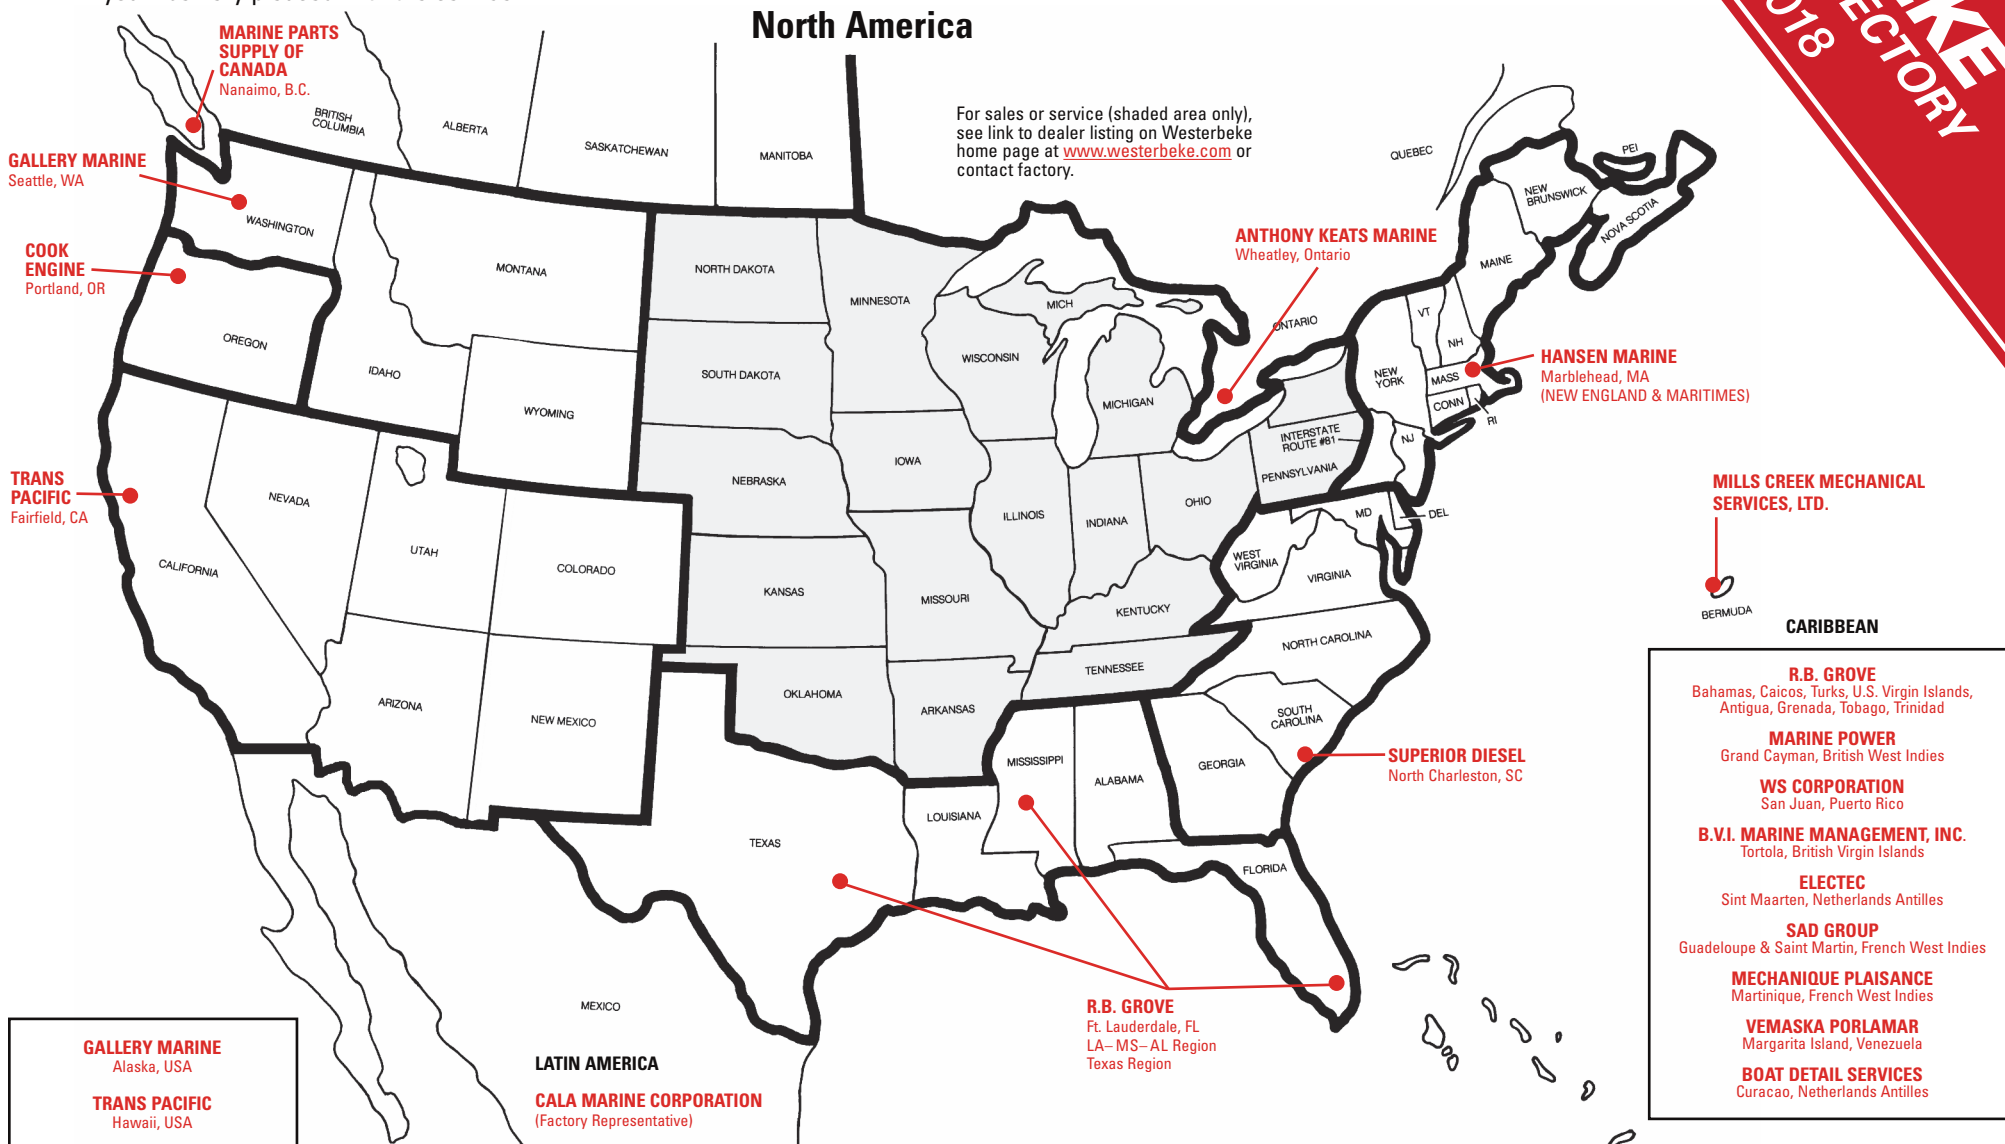 North America
KE
ECTORY
018
MARINE PARTS
SUPPLY OF
CANADA
Nanaimo, B.C.
GALLERY MARINE
Seattle, WA
COOK
ENGINE
Portland, OR
TRANS
PACIFIC
Fairfield, CA
For sales or service (shaded area only),
see link to dealer listing on Westerbeke
home page at www.westerbeke.com or
contact factory.
ANTHONY KEATS MARINE
Wheatley, Ontario
HANSEN MARINE
Marblehead, MA
(NEW ENGLAND & MARITIMES)
MILLS CREEK MECHANICAL
SERVICES, LTD.
BERMUDA
SUPERIOR DIESEL
North Charleston, SC
R.B. GROVE
Ft. Lauderdale, FL
LA–MS–AL Region
Texas Region
BRITISH
COLUMBIA
ALBERTA
SASKATCHEWAN
MANITOBA
ONTARIO
QUEBEC
NEW
BRUNSWICK
PEI
NOVA SCOTIA
WASHINGTON
OREGON
IDAHO
MONTANA
WYOMING
NORTH DAKOTA
SOUTH DAKOTA
NEBRASKA
KANSAS
OKLAHOMA
MINNESOTA
WISCONSIN
MICH
MICHIGAN
IOWA
ILLINOIS
INDIANA
OHIO
MISSOURI
KENTUCKY
TENNESSEE
ARKANSAS
INTERSTATE
ROUTE #81
PENNSYLVANIA
NEW
YORK
VT
NH
MAINE
MASS
CONN
RI
NJ
MD
DEL
WEST
VIRGINIA
VIRGINIA
NORTH CAROLINA
SOUTH
CAROLINA
GEORGIA
FLORIDA
ALABAMA
MISSISSIPPI
LOUISIANA
TEXAS
CALIFORNIA
NEVADA
UTAH
COLORADO
ARIZONA
NEW MEXICO
MEXICO
GALLERY MARINE
Alaska, USA
TRANS PACIFIC
Hawaii, USA
LATIN AMERICA
CALA MARINE CORPORATION
(Factory Representative)
CARIBBEAN
R.B. GROVE
Bahamas, Caicos, Turks, U.S. Virgin Islands,
Antigua, Grenada, Tobago, Trinidad
MARINE POWER
Grand Cayman, British West Indies
WS CORPORATION
San Juan, Puerto Rico
B.V.I. MARINE MANAGEMENT, INC.
Tortola, British Virgin Islands
ELECTEC
Sint Maarten, Netherlands Antilles
SAD GROUP
Guadeloupe & Saint Martin, French West Indies
MECHANIQUE PLAISANCE
Martinique, French West Indies
VEMASKA PORLAMAR
Margarita Island, Venezuela
BOAT DETAIL SERVICES
Curacao, Netherlands Antilles